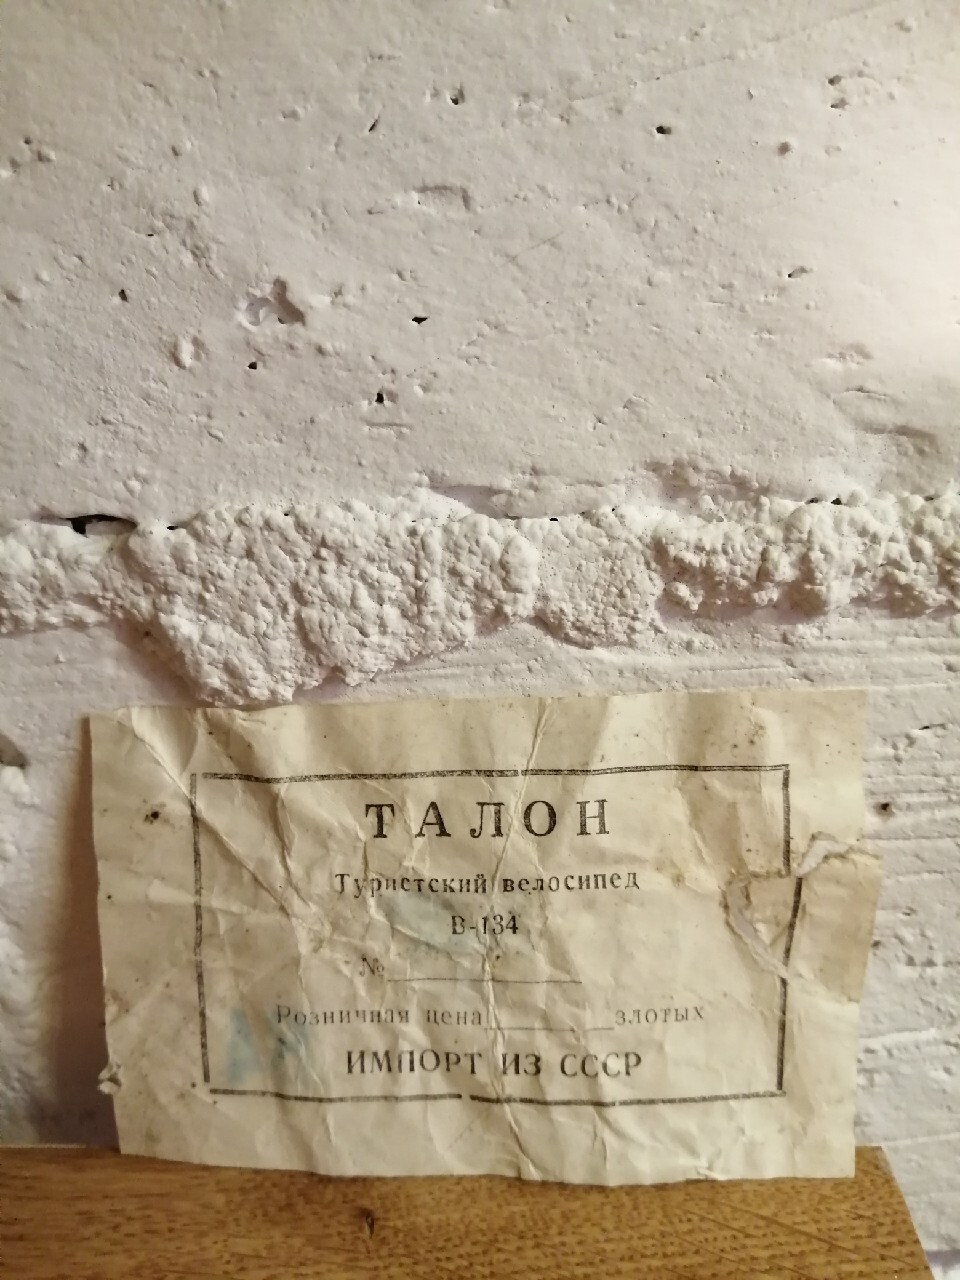 ТАЛОН
Туристский велосипед
В-134
№
Розничная цена злотых
ИМПОРТ ИЗ СССР